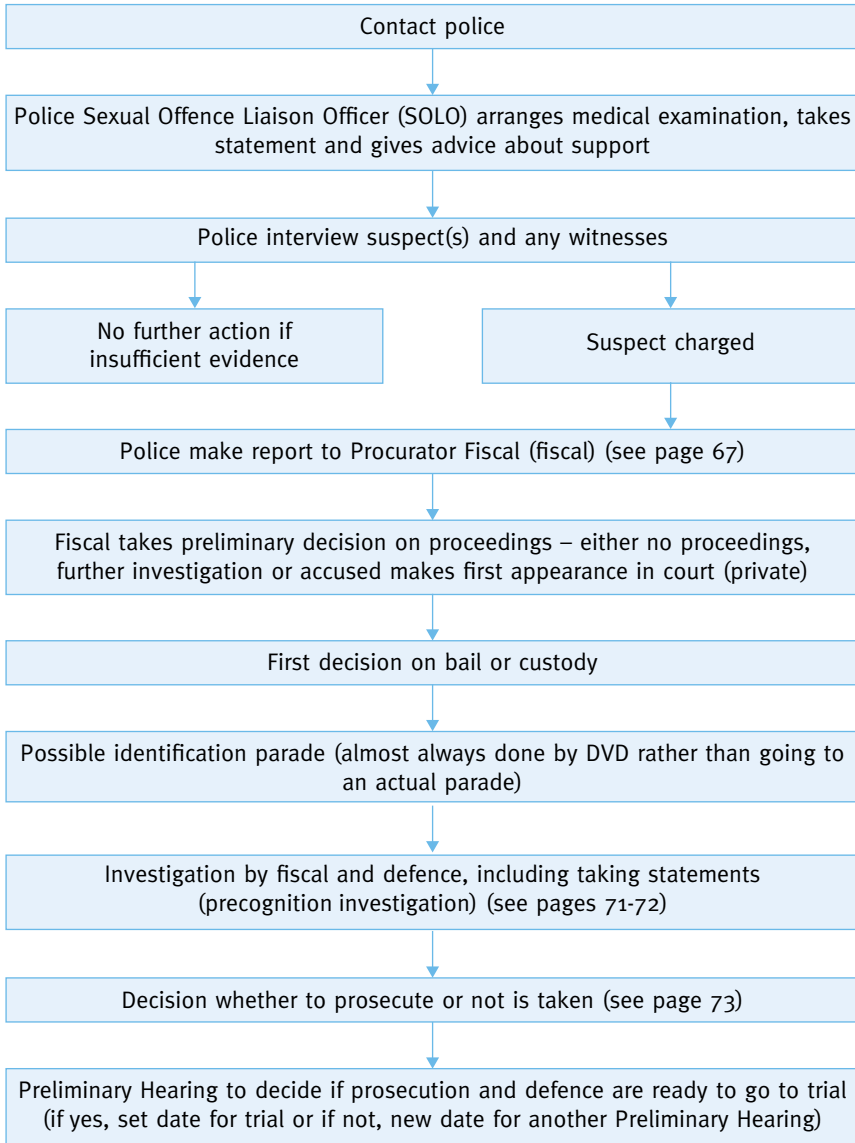 Contact police
Police Sexual Offence Liaison Officer (SOLO) arranges medical examination, takes
statement and gives advice about support
Police interview suspect(s) and any witnesses
No further action if
insufficient evidence
Suspect charged
Police make report to Procurator Fiscal (fiscal) (see page 67)
Fiscal takes preliminary decision on proceedings – either no proceedings,
further investigation or accused makes first appearance in court (private)
First decision on bail or custody
Possible identification parade (almost always done by DVD rather than going to
an actual parade)
Investigation by fiscal and defence, including taking statements
(precognition investigation) (see pages 71-72)
Decision whether to prosecute or not is taken (see page 73)
Preliminary Hearing to decide if prosecution and defence are ready to go to trial
(if yes, set date for trial or if not, new date for another Preliminary Hearing)